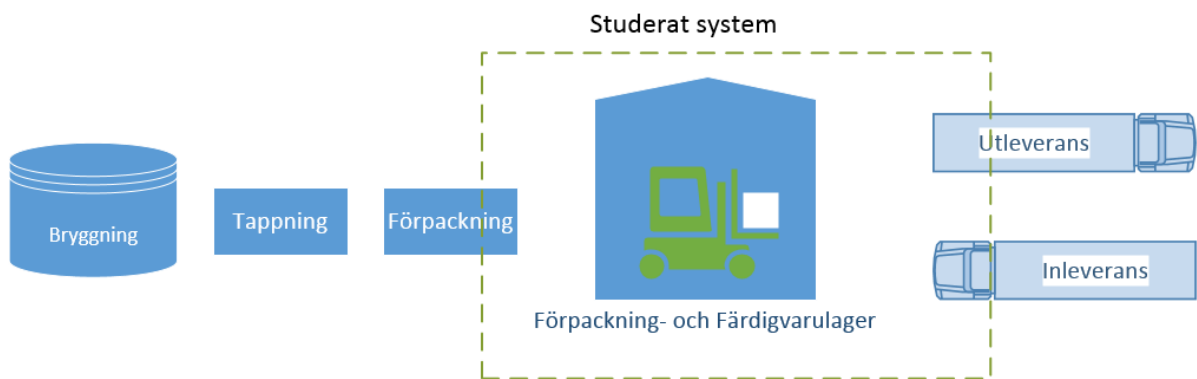 Studerat system
Bryggning
Tappning
Förpackning
Förpackning- och Färdigvarulager
Utleverans
Inleverans